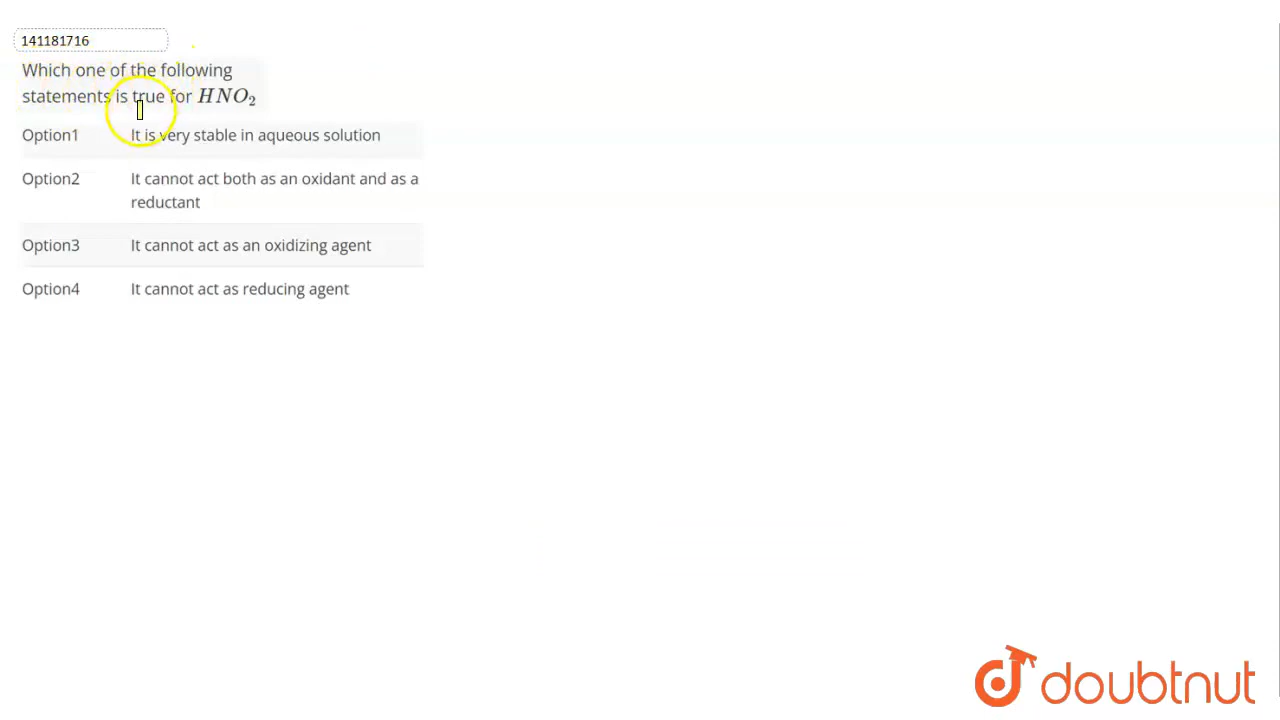 141181716
Which one of the following
statements is true for HNO₂
Option1 It is very stable in aqueous solution
Option2 It cannot act both as an oxidant and as a
reductant
Option3 It cannot act as an oxidizing agent
Option4 It cannot act as reducing agent
doubtnut